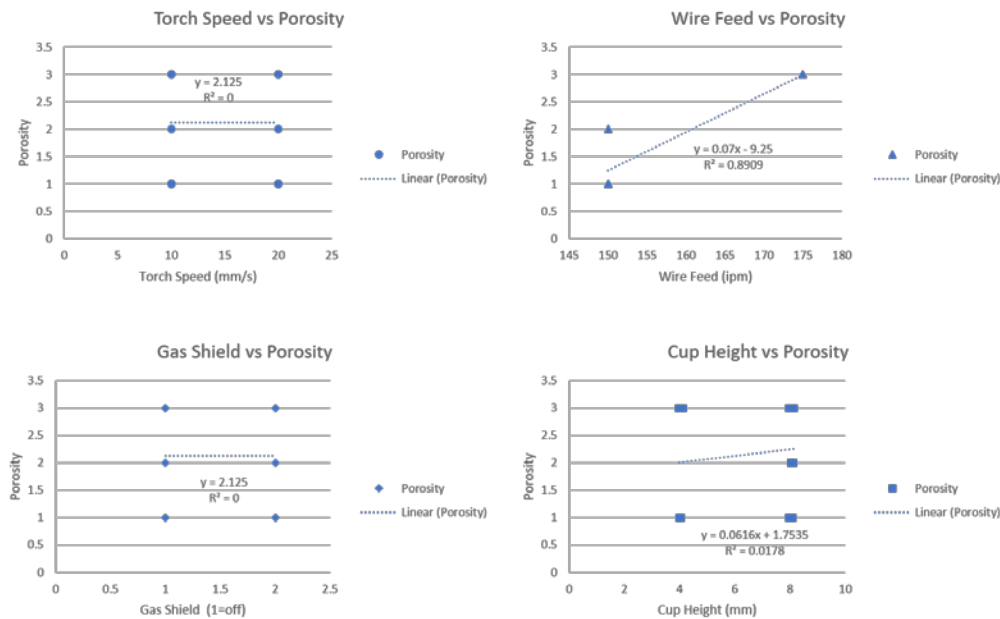 Torch Speed vs Porosity
3.5
3
2.5
2
1.5
1
0.5
0
Porosity
y = 2.125
R² = 0
0 5 10 15 20 25
Torch Speed (mm/s)
Porosity
Linear (Porosity)
Wire Feed vs Porosity
3.5
3
2.5
2
1.5
1
0.5
0
Porosity
y = 0.07x - 9.25
R² = 0.8909
145 150 155 160 165 170 175 180
Wire Feed (ipm)
Porosity
Linear (Porosity)
Gas Shield vs Porosity
3.5
3
2.5
2
1.5
1
0.5
0
Porosity
y = 2.125
R² = 0
0 0.5 1 1.5 2 2.5
Gas Shield (1=off)
Porosity
Linear (Porosity)
Cup Height vs Porosity
3.5
3
2.5
2
1.5
1
0.5
0
Porosity
y = 0.0616x + 1.7535
R² = 0.0178
0 2 4 6 8 10
Cup Height (mm)
Porosity
Linear (Porosity)